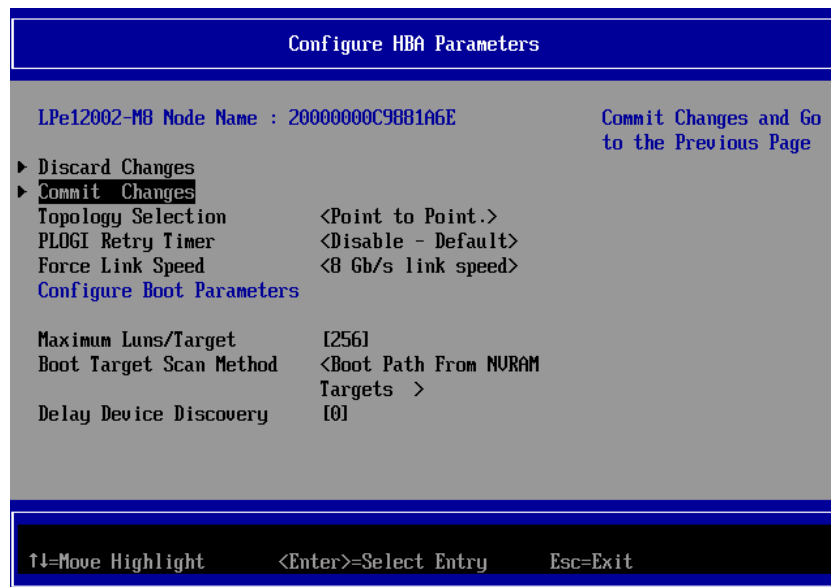 Configure HBA Parameters
LPe12002-M8 Node Name : 20000000C9881A6E
Commit Changes and Go
to the Previous Page
▶ Discard Changes
▶ Commit  Changes
Topology Selection <Point to Point.>
PLOGI Retry Timer <Disable - Default>
Force Link Speed <8 Gb/s link speed>
Configure Boot Parameters
Maximum Luns/Target [256]
Boot Target Scan Method <Boot Path From NVRAM
Targets  >
Delay Device Discovery [0]
↑↓=Move Highlight <Enter>=Select Entry Esc=Exit